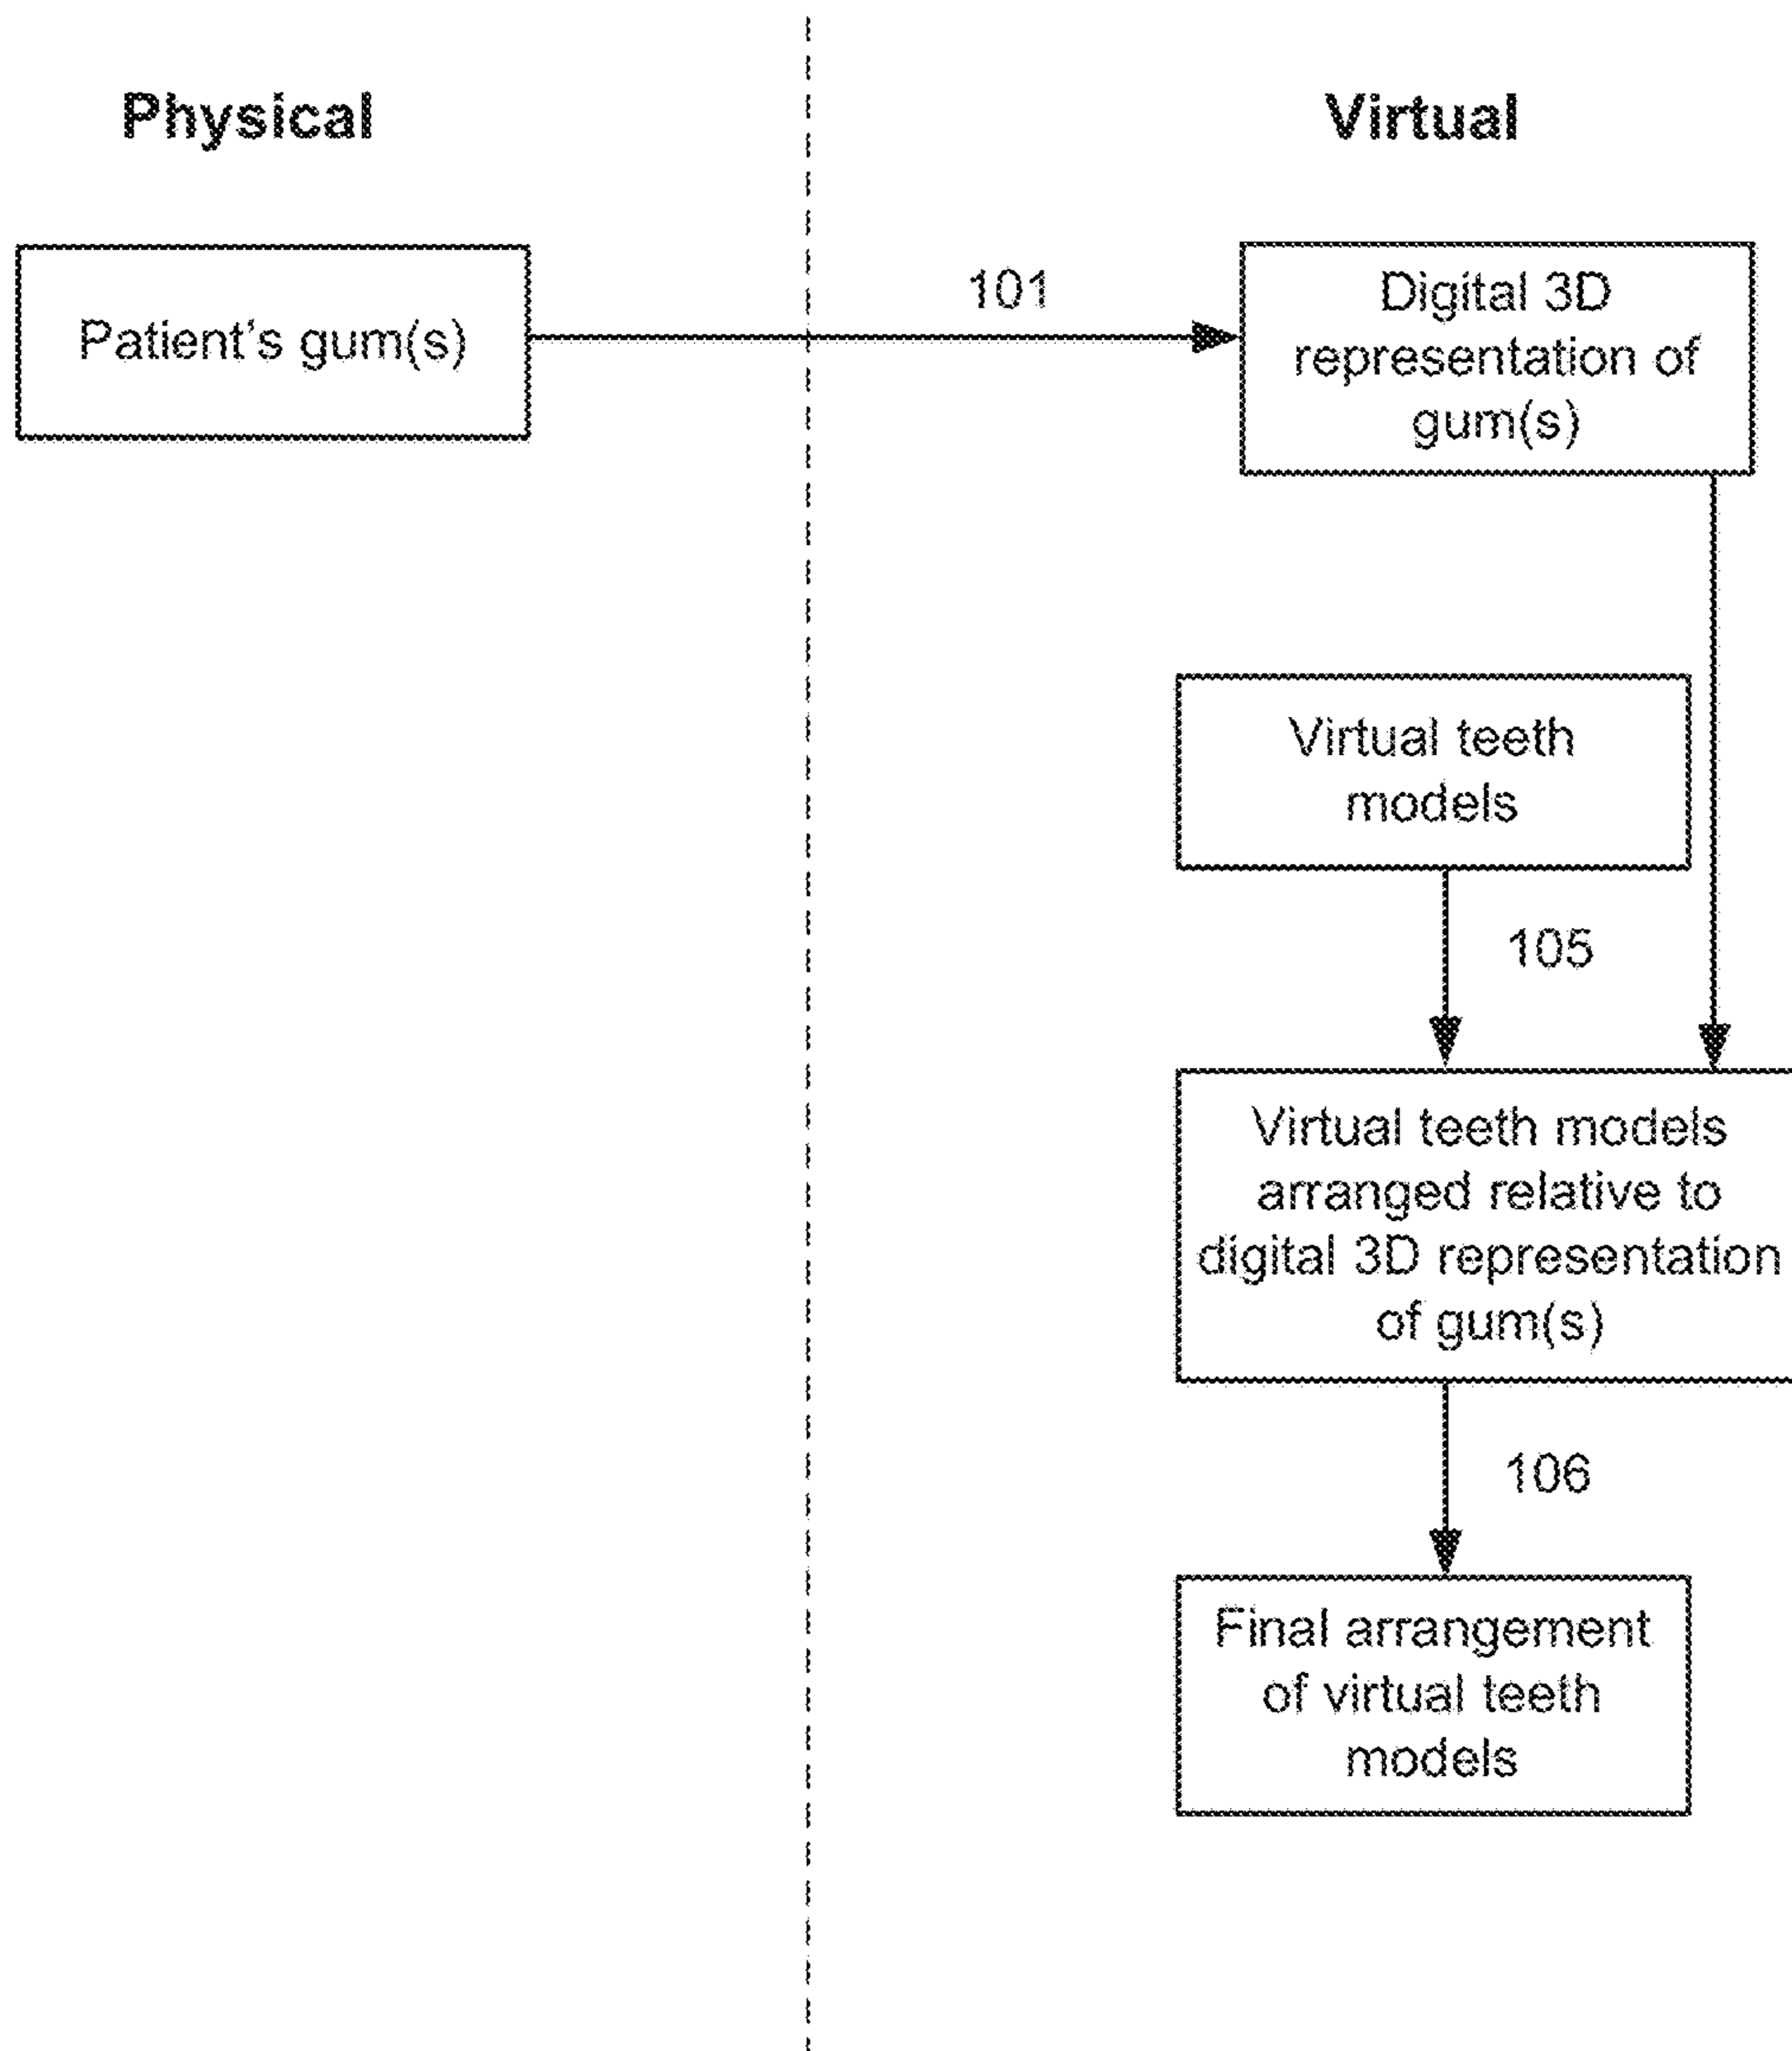 Physical
Virtual
Patient's gum(s)
101
Digital 3D
representation of
gum(s)
Virtual teeth
models
105
Virtual teeth models
arranged relative to
digital 3D representation
of gum(s)
106
Final arrangement
of virtual teeth
models